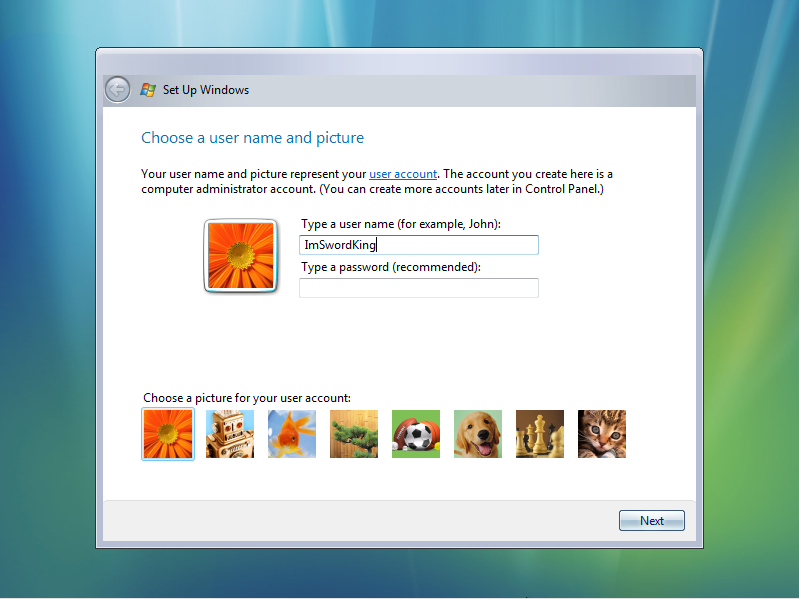 Set Up Windows
Choose a user name and picture
Your user name and picture represent your user account. The account you create here is a
computer administrator account. (You can create more accounts later in Control Panel.)
Type a user name (for example, John):
ImSwordKing
Type a password (recommended):
Choose a picture for your user account:
Next